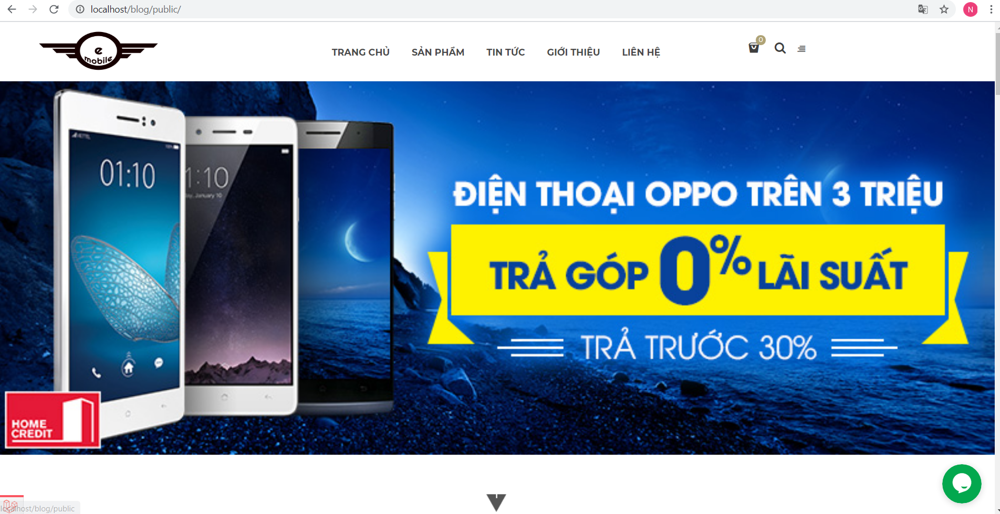 localhost/blog/public/
N
e
mobile
TRANG CHỦ
SẢN PHẨM
TIN TỨC
GIỚI THIỆU
LIÊN HỆ
0
01:10
1:10
January 10
ĐIỆN THOẠI OPPO TRÊN 3 TRIỆU
TRẢ GÓP 0% LÃI SUẤT
TRẢ TRƯỚC 30%
HOME
CREDIT
localhost/blog/public